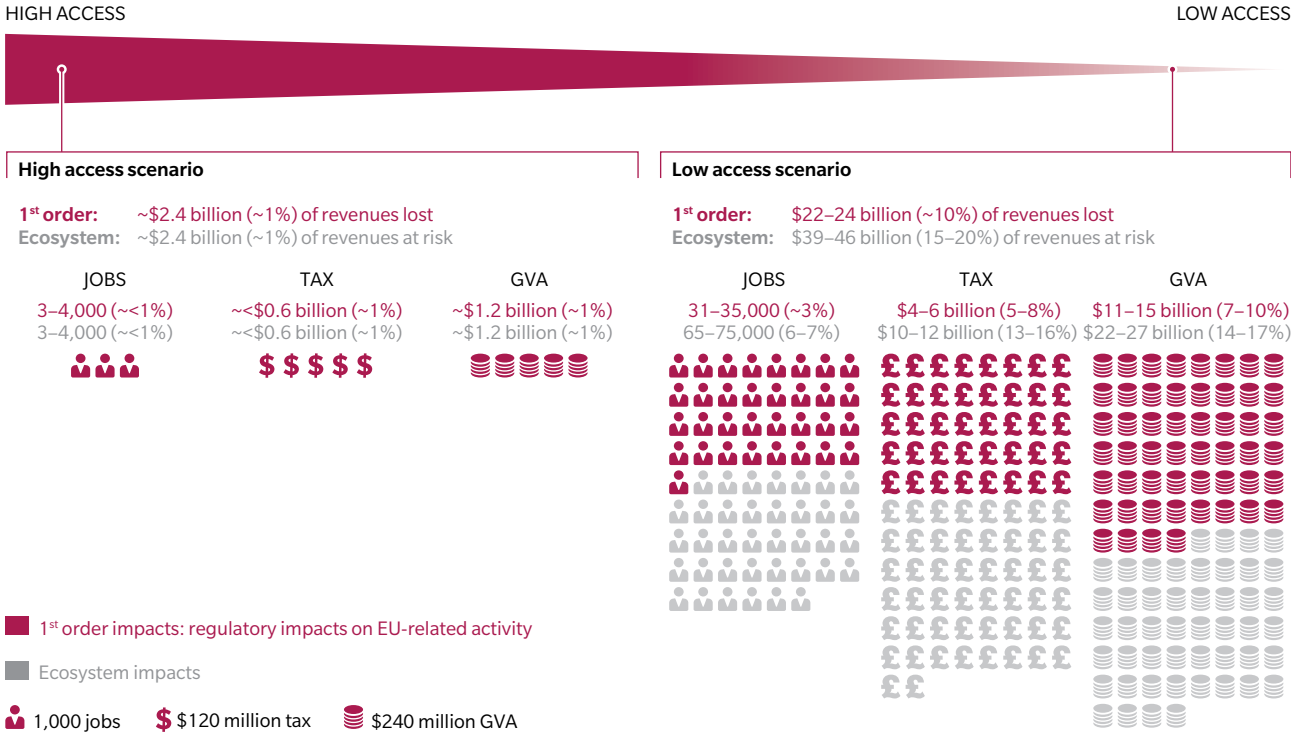 HIGH ACCESS
LOW ACCESS
High access scenario
1st order: ~$2.4 billion (~1%) of revenues lost
Ecosystem: ~$2.4 billion (~1%) of revenues at risk
JOBS TAX GVA
3–4,000 (~<1%) ~<$0.6 billion (~1%) ~$1.2 billion (~1%)
3–4,000 (~<1%) ~<$0.6 billion (~1%) ~$1.2 billion (~1%)
Low access scenario
1st order: $22–24 billion (~10%) of revenues lost
Ecosystem: $39–46 billion (15–20%) of revenues at risk
JOBS TAX GVA
31–35,000 (~3%) $4–6 billion (5–8%) $11–15 billion (7–10%)
65–75,000 (6–7%) $10–12 billion (13–16%) $22–27 billion (14–17%)
1st order impacts: regulatory impacts on EU-related activity
Ecosystem impacts
1,000 jobs $ $120 million tax $240 million GVA